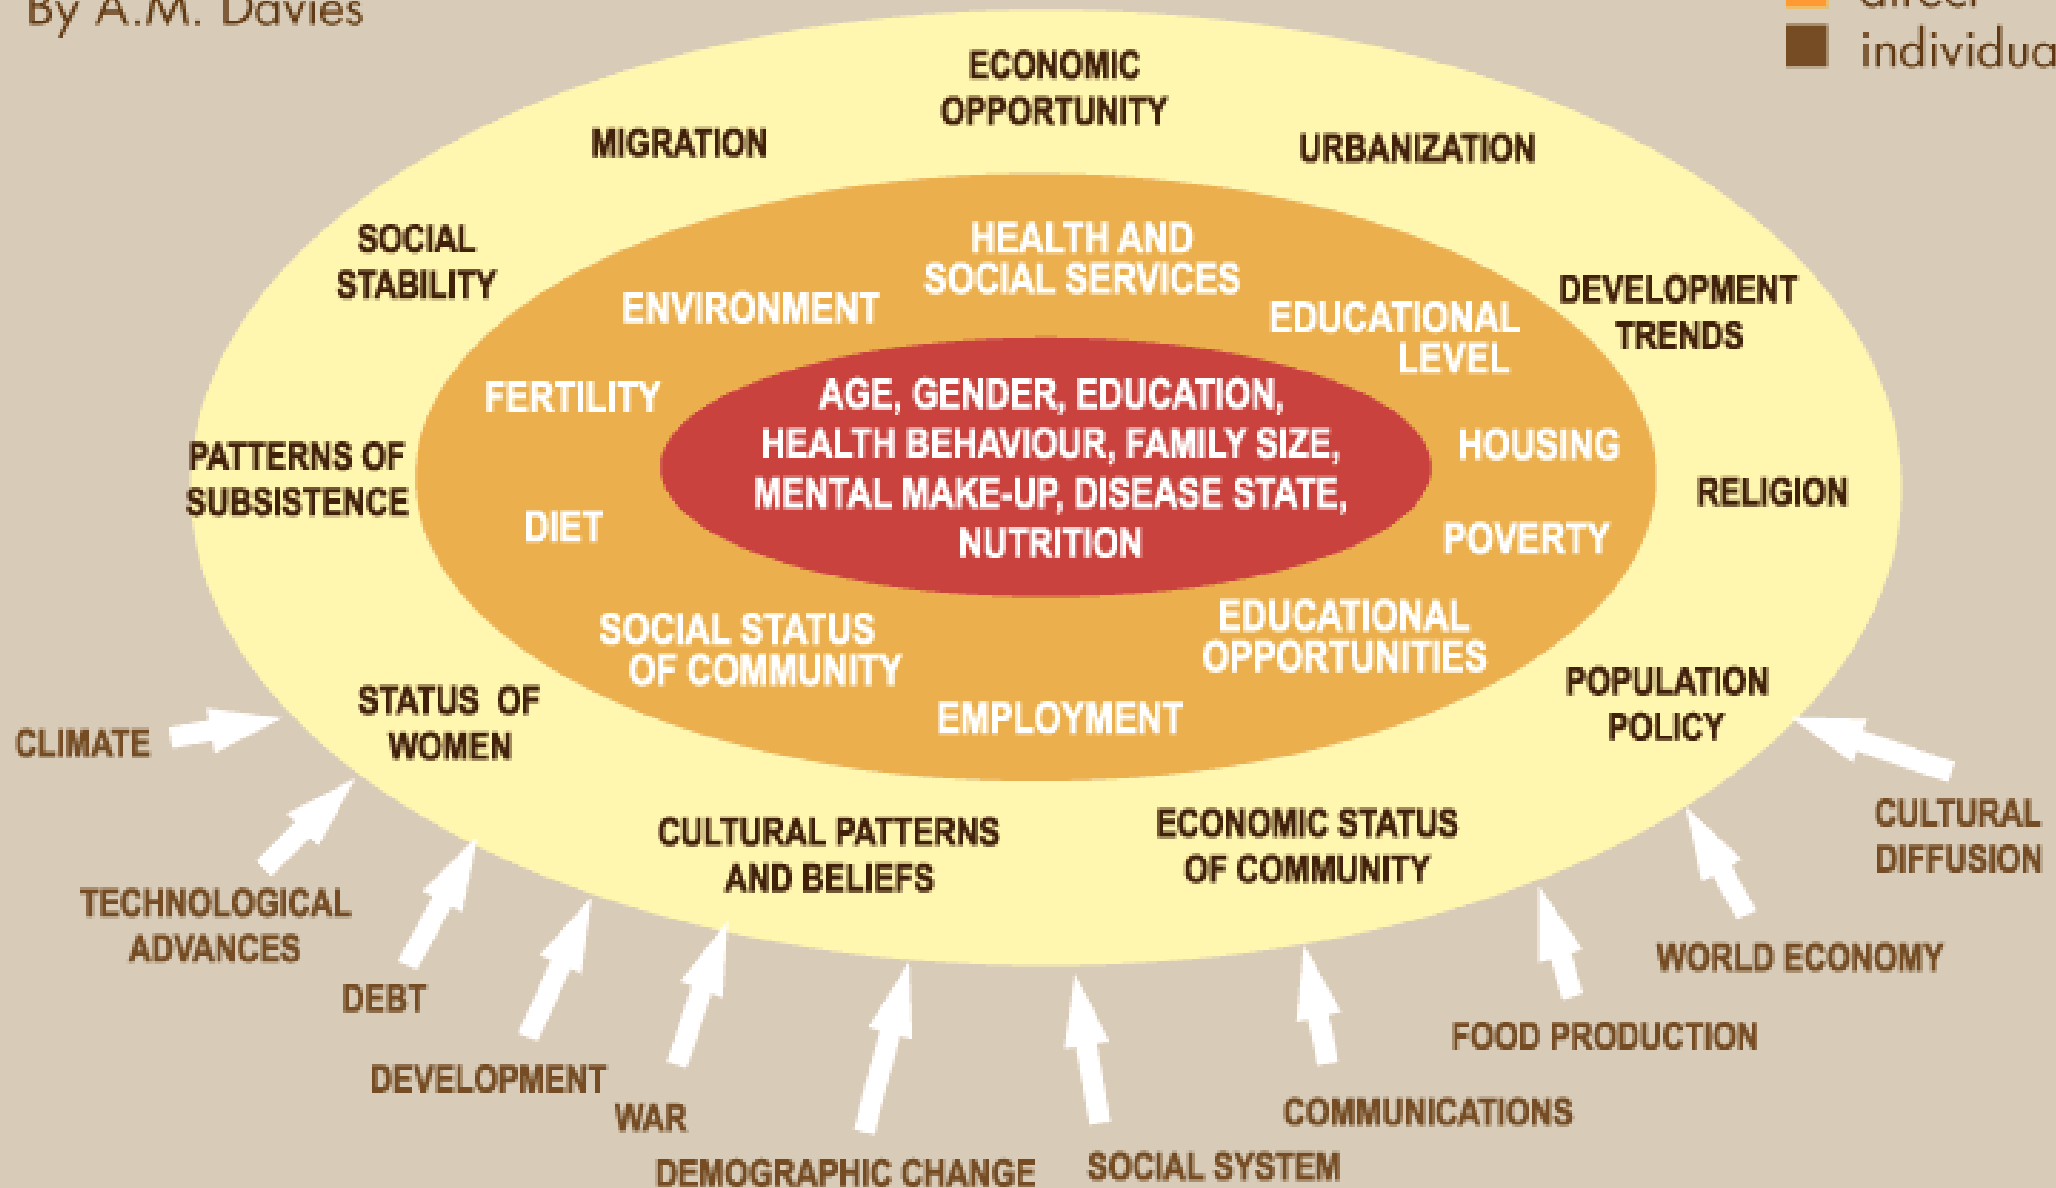 By A.M. Davies
individua
ECONOMIC
OPPORTUNITY
MIGRATION
URBANIZATION
SOCIAL
STABILITY
DEVELOPMENT
TRENDS
PATTERNS OF
SUBSISTENCE
RELIGION
STATUS OF
WOMEN
POPULATION
POLICY
CULTURAL PATTERNS
AND BELIEFS
ECONOMIC STATUS
OF COMMUNITY
HEALTH AND
SOCIAL SERVICES
ENVIRONMENT
EDUCATIONAL
LEVEL
FERTILITY
HOUSING
DIET
POVERTY
SOCIAL STATUS
OF COMMUNITY
EDUCATIONAL
OPPORTUNITIES
EMPLOYMENT
AGE, GENDER, EDUCATION,
HEALTH BEHAVIOUR, FAMILY SIZE,
MENTAL MAKE-UP, DISEASE STATE,
NUTRITION
CLIMATE
TECHNOLOGICAL
ADVANCES
DEBT
DEVELOPMENT
WAR
DEMOGRAPHIC CHANGE
SOCIAL SYSTEM
COMMUNICATIONS
FOOD PRODUCTION
WORLD ECONOMY
CULTURAL
DIFFUSION